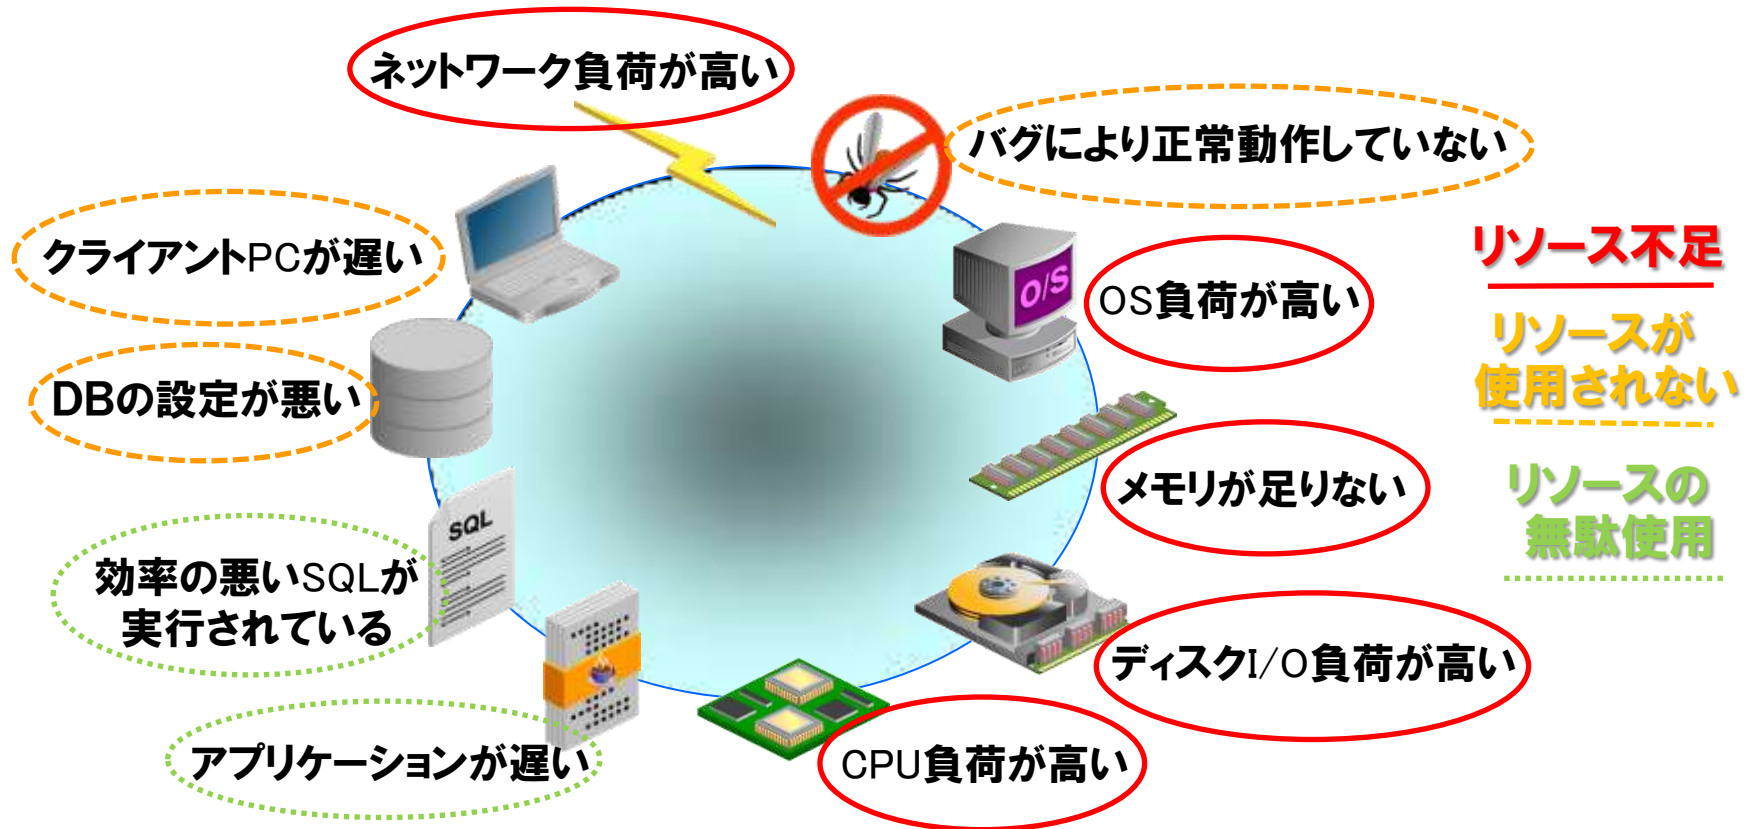 ネットワーク負荷が高い
バグにより正常動作していない
クライアントPCが遅い
O/S
OS負荷が高い
リソース不足
リソースが
使用されない
DBの設定が悪い
メモリが足りない
リソースの
無駄使用
SQL
効率の悪いSQLが
実行されている
ディスクI/O負荷が高い
アプリケーションが遅い
CPU負荷が高い